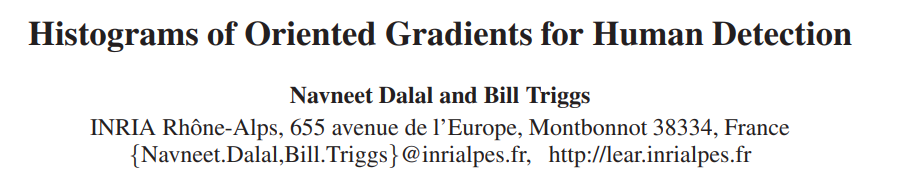 Histograms of Oriented Gradients for Human Detection
Navneet Dalal and Bill Triggs
INRIA Rhône-Alps, 655 avenue de l'Europe, Montbonnot 38334, France
{Navneet.Dalal,Bill.Triggs}@inrialpes.fr, http://lear.inrialpes.fr